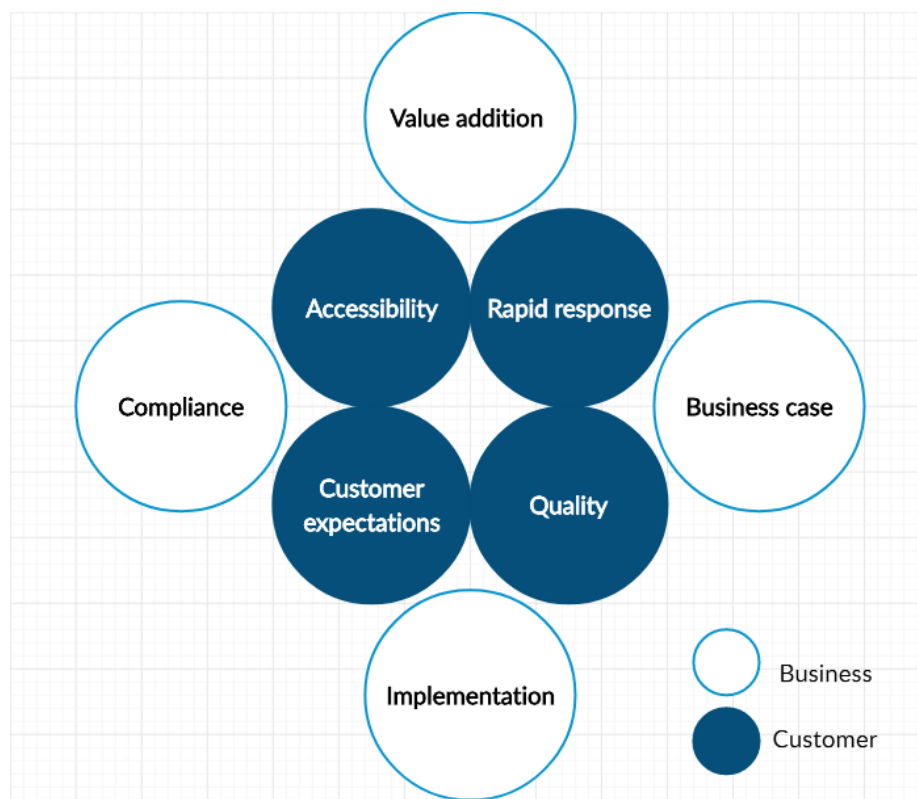 Value addition
Accessibility
Rapid response
Compliance
Business case
Customer
expectations
Quality
Implementation
Business
Customer